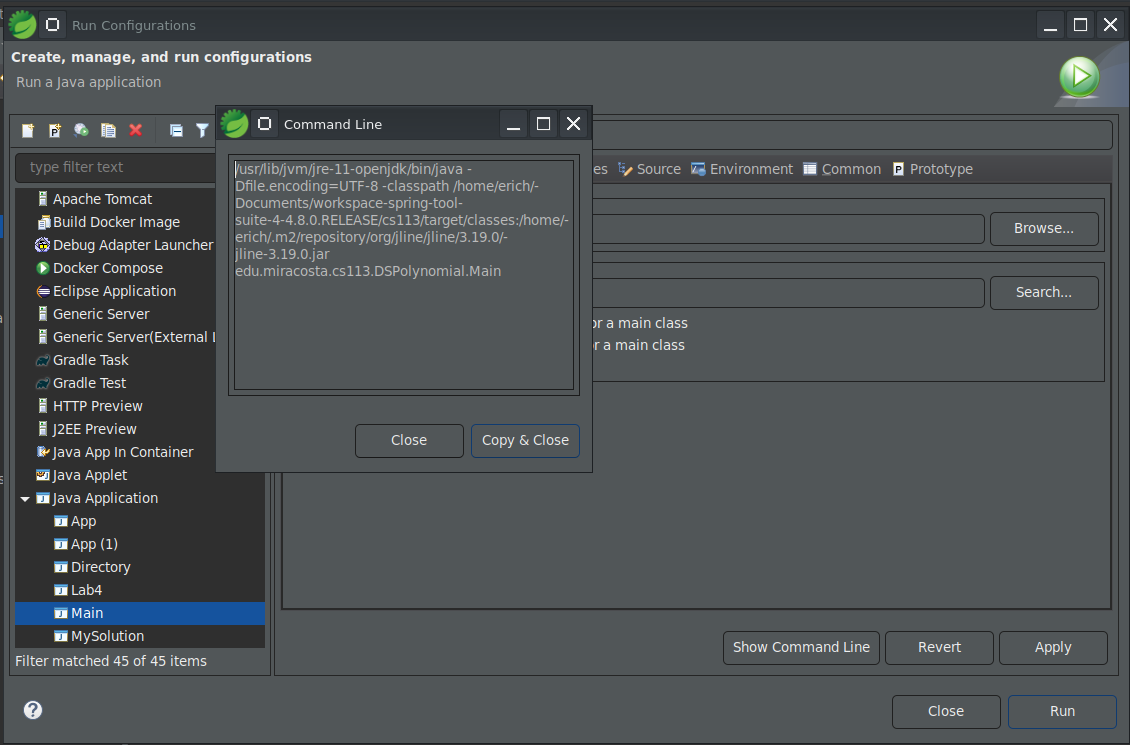 Run Configurations
Create, manage, and run configurations
Run a Java application
Command Line
type filter text
/usr/lib/jvm/jre-11-openjdk/bin/java -
Dfile.encoding=UTF-8 -classpath /home/erich/-
Documents/workspace-spring-tool-
suite-4-4.8.0.RELEASE/cs113/target/classes:/home/-
erich/.m2/repository/org/jline/jline/3.19.0/-
jline-3.19.0.jar
edu.miracosta.cs113.DSPolynomial.Main
Close
Copy & Close
es
Source
Environment
Common
Prototype
Browse...
Search...
or a main class
r a main class
Apache Tomcat
Build Docker Image
Debug Adapter Launcher
Docker Compose
Eclipse Application
Generic Server
Generic Server(External
Gradle Task
Gradle Test
HTTP Preview
J2EE Preview
Java App In Container
Java Applet
Java Application
App
App (1)
Directory
Lab4
Main
MySolution
Filter matched 45 of 45 items
Show Command Line
Revert
Apply
Close
Run